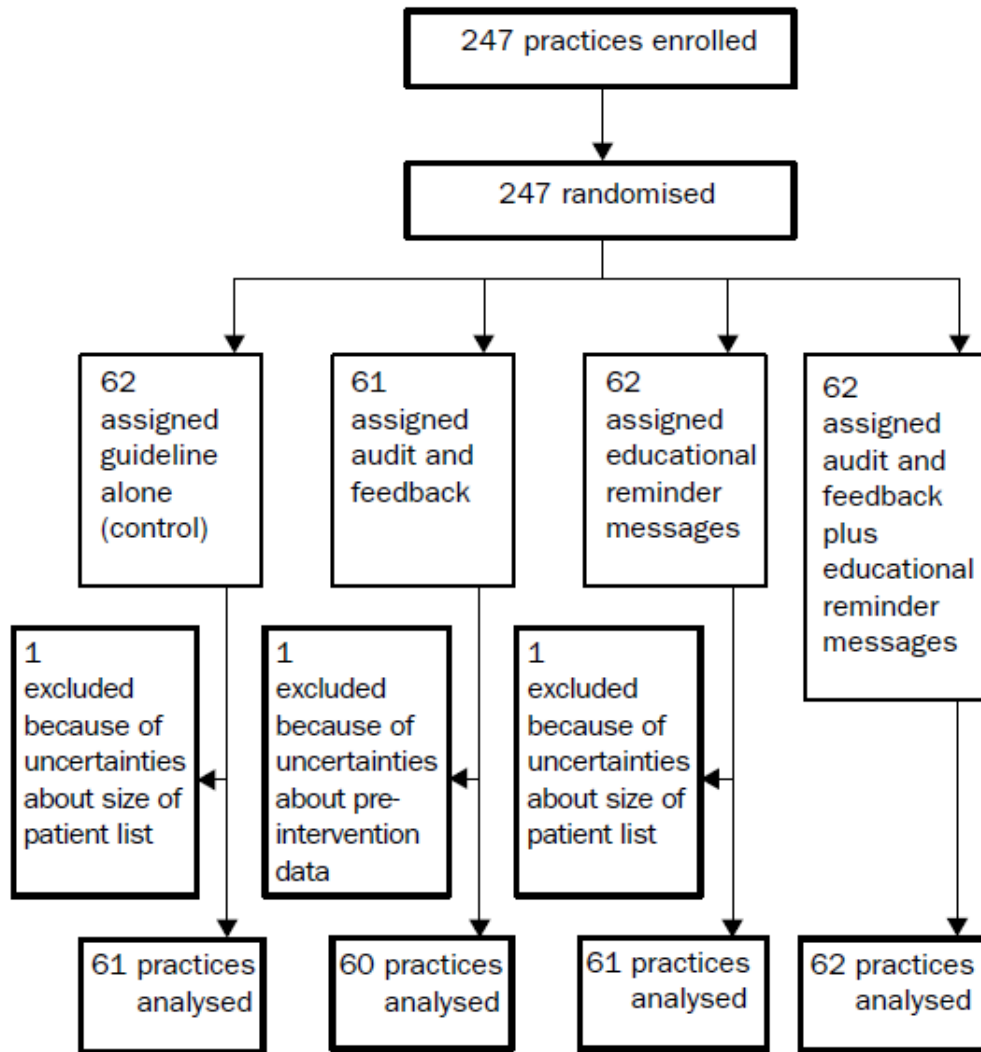 247 practices enrolled
247 randomised
62
assigned
guideline
alone
(control)
61
assigned
audit and
feedback
62
assigned
educational
reminder
messages
62
assigned
audit and
feedback
plus
educational
reminder
messages
1
excluded
because of
uncertainties
about size of
patient list
1
excluded
because of
uncertainties
about pre-
intervention
data
1
excluded
because of
uncertainties
about size of
patient list
61 practices
analysed
60 practices
analysed
61 practices
analysed
62 practices
analysed